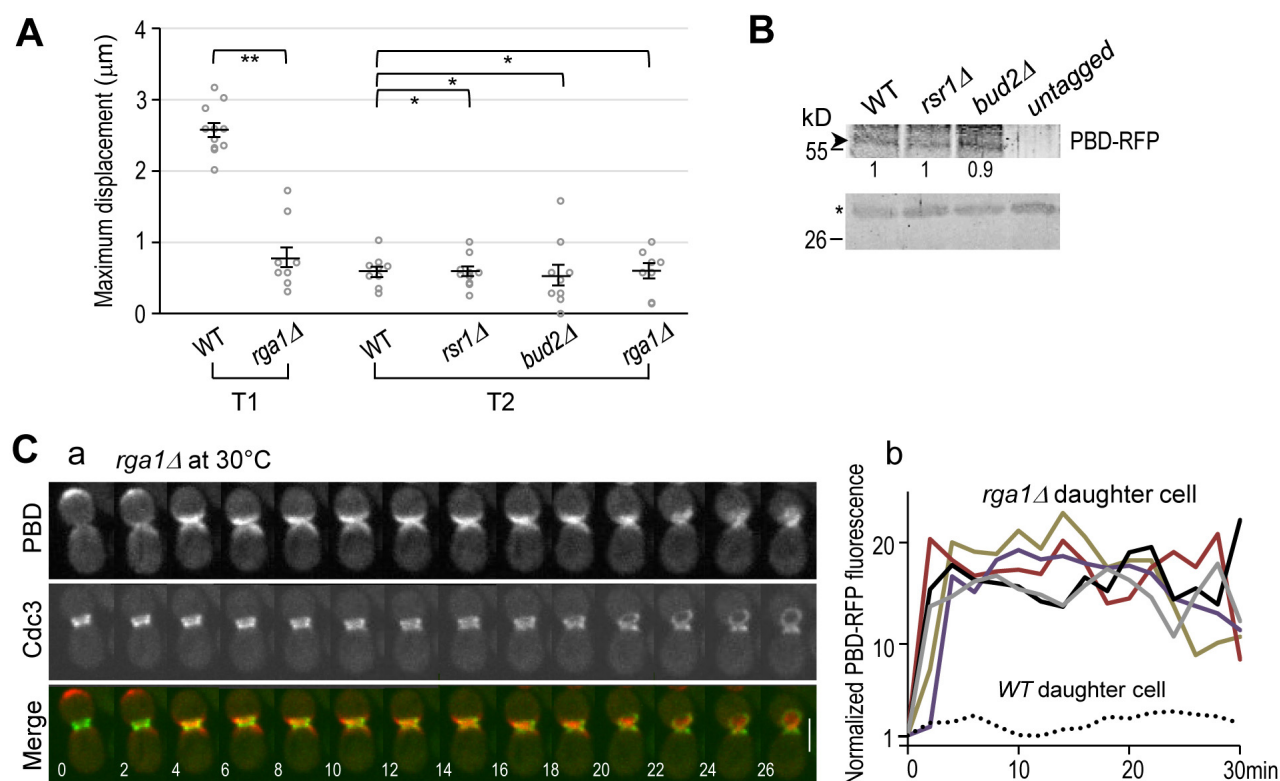 A
Maximum displacement (μm)
4
3
2
1
0
**
*
*
*
WT
rga1Δ
WT
rsr1Δ
bud2Δ
rga1Δ
T1
T2
B
WT
rsr1Δ
bud2Δ
untagged
kD
55
PBD-RFP
1 1 0.9
*
26
C
a rga1Δ at 30°C
PBD
Cdc3
Merge
0 2 4 6 8 10 12 14 16 18 20 22 24 26
b
Normalized PBD-RFP fluorescence
rga1Δ daughter cell
20
10
WT daughter cell
1
0 10 20 30min